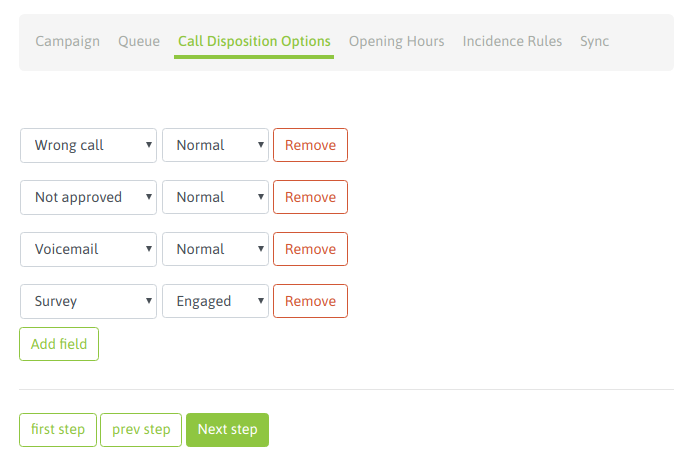 Campaign Queue Call Disposition Options Opening Hours Incidence Rules Sync
Wrong call Normal Remove
Not approved Normal Remove
Voicemail Normal Remove
Survey Engaged Remove
Add field
first step prev step Next step